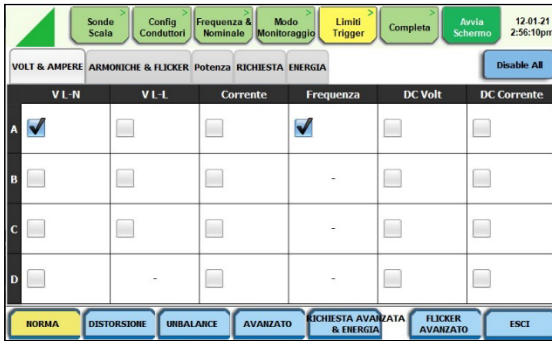 Sonde Scala
Config Conduttori
Frequenza & Nominale
Modo Monitoraggio
Limiti Trigger
Completa
Avvia Schermo
12-01-21
2:56:10pm
VOLT & AMPERE
ARMONICHE & FLICKER
Potenza
RICHIESTA
ENERGIA
Disable All
V L-N
V L-L
Corrente
Frequenza
DC Volt
DC Corrente
A
B
-
C
-
D
-
-
NORMA
DISTORSIONE
UNBALANCE
AVANZATO
RICHIESTA AVANZATA & ENERGIA
FLICKER AVANZATO
ESCI